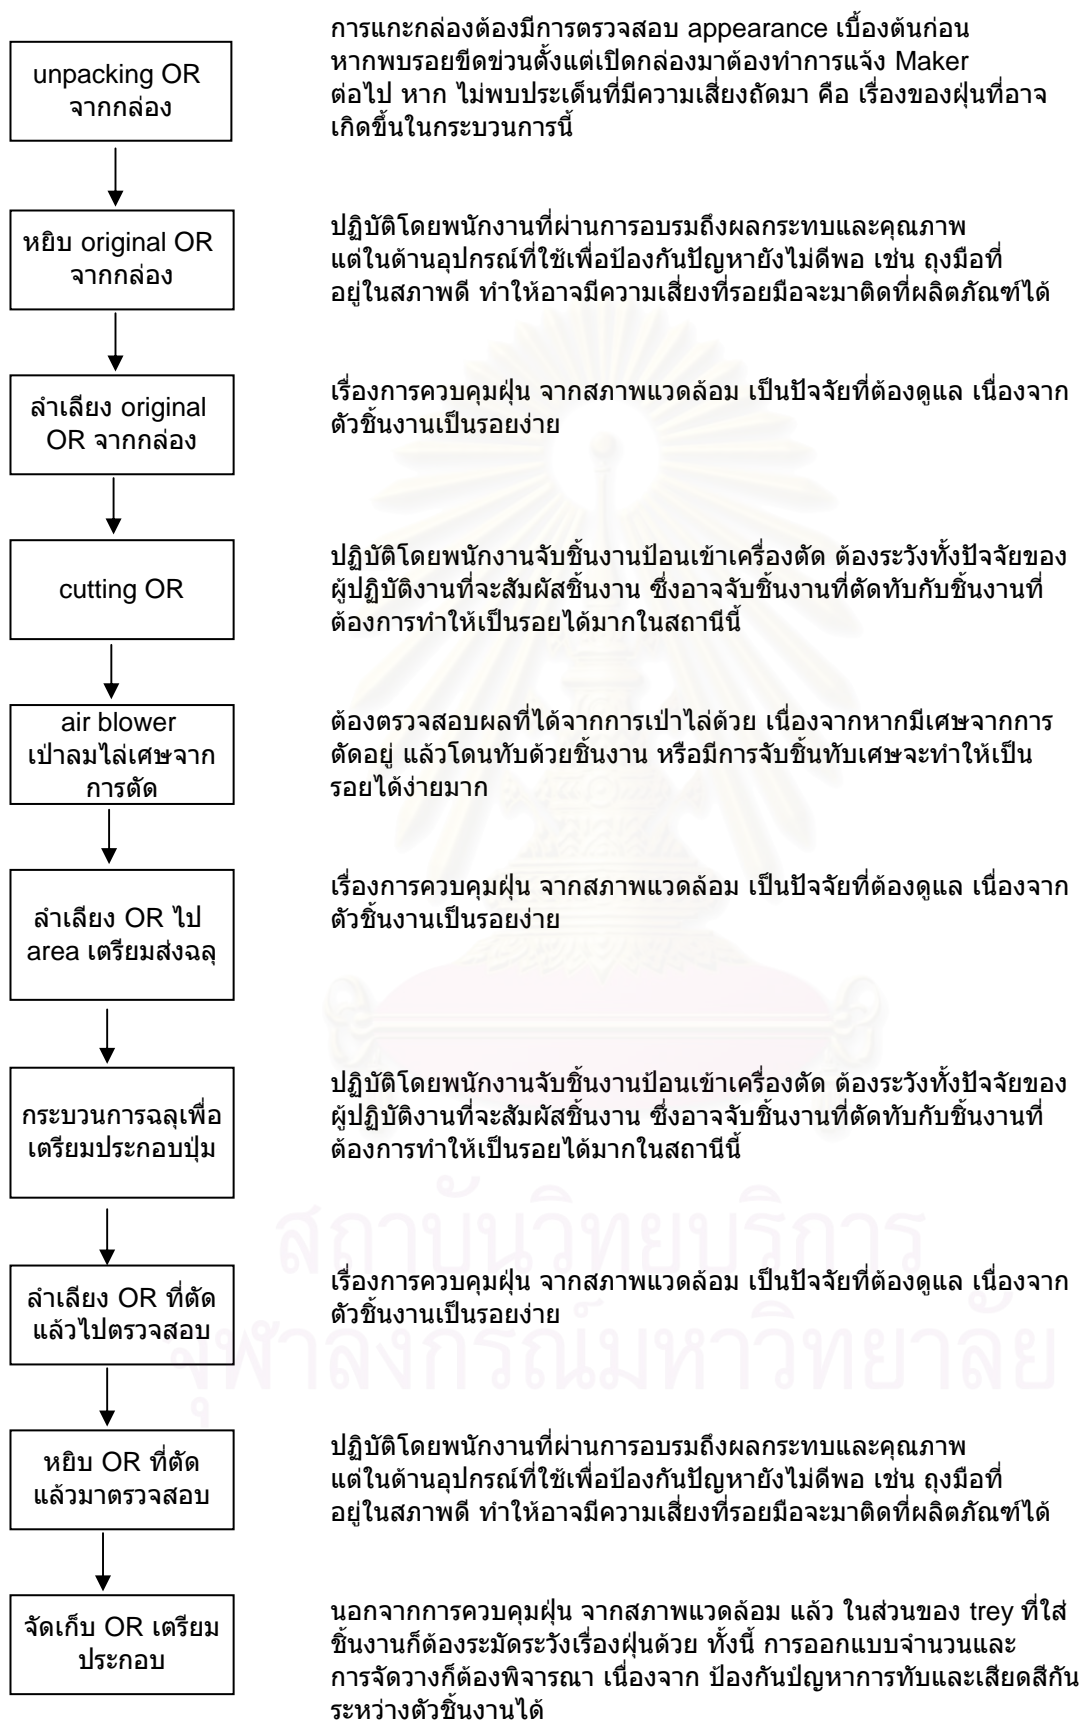 unpacking OR
จากกล่อง
การแกะกล่องต้องมีการตรวจสอบ appearance เบื้องต้นก่อน
หากพบรอยขีดข่วนตั้งแต่เปิดกล่องมาต้องทำการแจ้ง Maker
ต่อไป หาก ไม่พบประเด็นที่มีความเสี่ยงถัดมา คือ เรื่องของฝุ่นที่อาจ
เกิดขึ้นในกระบวนการนี้
หยิบ original OR
จากกล่อง
ปฏิบัติโดยพนักงานที่ผ่านการอบรมถึงผลกระทบและคุณภาพ
แต่ในด้านอุปกรณ์ที่ใช้เพื่อป้องกันปัญหายังไม่ดีพอ เช่น ถุงมือที่
อยู่ในสภาพดี ทำให้อาจมีความเสี่ยงที่รอยมือจะมาติดที่ผลิตภัณฑ์ได้
ลำเลียง original
OR จากกล่อง
เรื่องการควบคุมฝุ่น จากสภาพแวดล้อม เป็นปัจจัยที่ต้องดูแล เนื่องจาก
ตัวชิ้นงานเป็นรอยง่าย
cutting OR
ปฏิบัติโดยพนักงานจับชิ้นงานป้อนเข้าเครื่องตัด ต้องระวังทั้งปัจจัยของ
ผู้ปฏิบัติงานที่จะสัมผัสชิ้นงาน ซึ่งอาจจับชิ้นงานที่ตัดทับกับชิ้นงานที่
ต้องการทำให้เป็นรอยได้มากในสถานีนี้
air blower
เป่าลมไล่เศษจาก
การตัด
ต้องตรวจสอบผลที่ได้จากการเป่าไล่ด้วย เนื่องจากหากมีเศษจากการ
ตัดอยู่ แล้วโดนทับด้วยชิ้นงาน หรือมีการจับชิ้นทับเศษจะทำให้เป็น
รอยได้ง่ายมาก
ลำเลียง OR ไป
area เตรียมส่งฉลุ
เรื่องการควบคุมฝุ่น จากสภาพแวดล้อม เป็นปัจจัยที่ต้องดูแล เนื่องจาก
ตัวชิ้นงานเป็นรอยง่าย
กระบวนการฉลุเพื่อ
เตรียมประกอบปุ่ม
ปฏิบัติโดยพนักงานจับชิ้นงานป้อนเข้าเครื่องตัด ต้องระวังทั้งปัจจัยของ
ผู้ปฏิบัติงานที่จะสัมผัสชิ้นงาน ซึ่งอาจจับชิ้นงานที่ตัดทับกับชิ้นงานที่
ต้องการทำให้เป็นรอยได้มากในสถานีนี้
สถาบันวิทยบริการ
ลำเลียง OR ที่ตัด
แล้วไปตรวจสอบ
เรื่องการควบคุมฝุ่น จากสภาพแวดล้อม เป็นปัจจัยที่ต้องดูแล เนื่องจาก
ตัวชิ้นงานเป็นรอยง่าย
จุฬาลงกรณ์มหาวิทยาลัย
หยิบ OR ที่ตัด
แล้วมาตรวจสอบ
ปฏิบัติโดยพนักงานที่ผ่านการอบรมถึงผลกระทบและคุณภาพ
แต่ในด้านอุปกรณ์ที่ใช้เพื่อป้องกันปัญหายังไม่ดีพอ เช่น ถุงมือที่
อยู่ในสภาพดี ทำให้อาจมีความเสี่ยงที่รอยมือจะมาติดที่ผลิตภัณฑ์ได้
จัดเก็บ OR เตรียม
ประกอบ
นอกจากการควบคุมฝุ่น จากสภาพแวดล้อม แล้ว ในส่วนของ trey ที่ใส่
ชิ้นงานก็ต้องระมัดระวังเรื่องฝุ่นด้วย ทั้งนี้ การออกแบบจำนวนและ
การจัดวางก็ต้องพิจารณา เนื่องจาก ป้องกันปํญหาการทับและเสียดสีกัน
ระหว่างตัวชิ้นงานได้